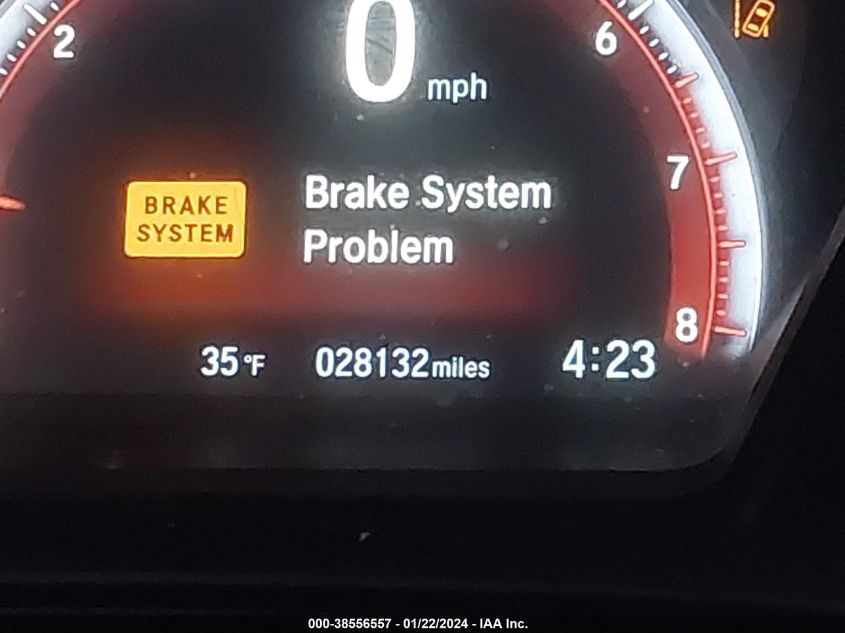 2
0
mph
6
7
8
BRAKE
SYSTEM
Brake System
Problem
35°F
028132miles
4:23
000-38556557 - 01/22/2024 - IAA Inc.